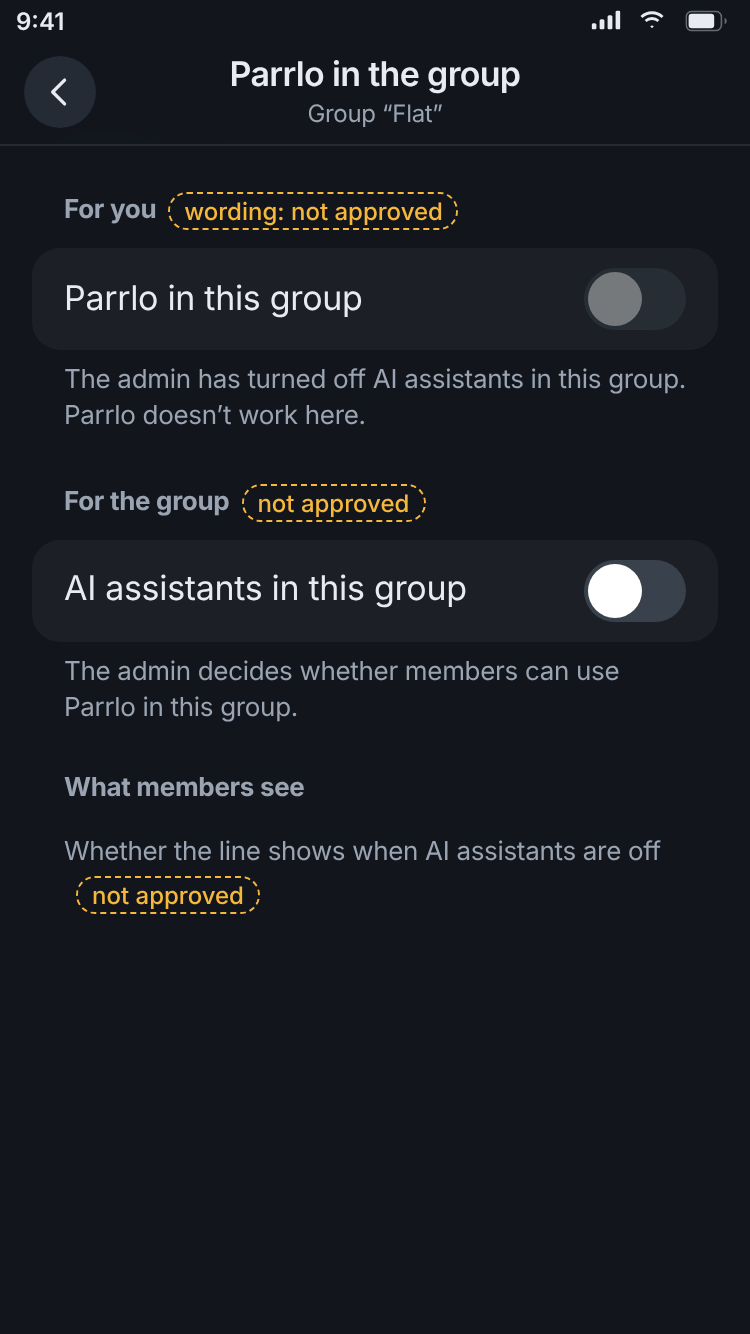 9:41
Parrlo in the group
Group “Flat”
For you wording: not approved
Parrlo in this group
The admin has turned off AI assistants in this group.
Parrlo doesn’t work here.
For the group not approved
AI assistants in this group
The admin decides whether members can use
Parrlo in this group.
What members see
Whether the line shows when AI assistants are off
not approved